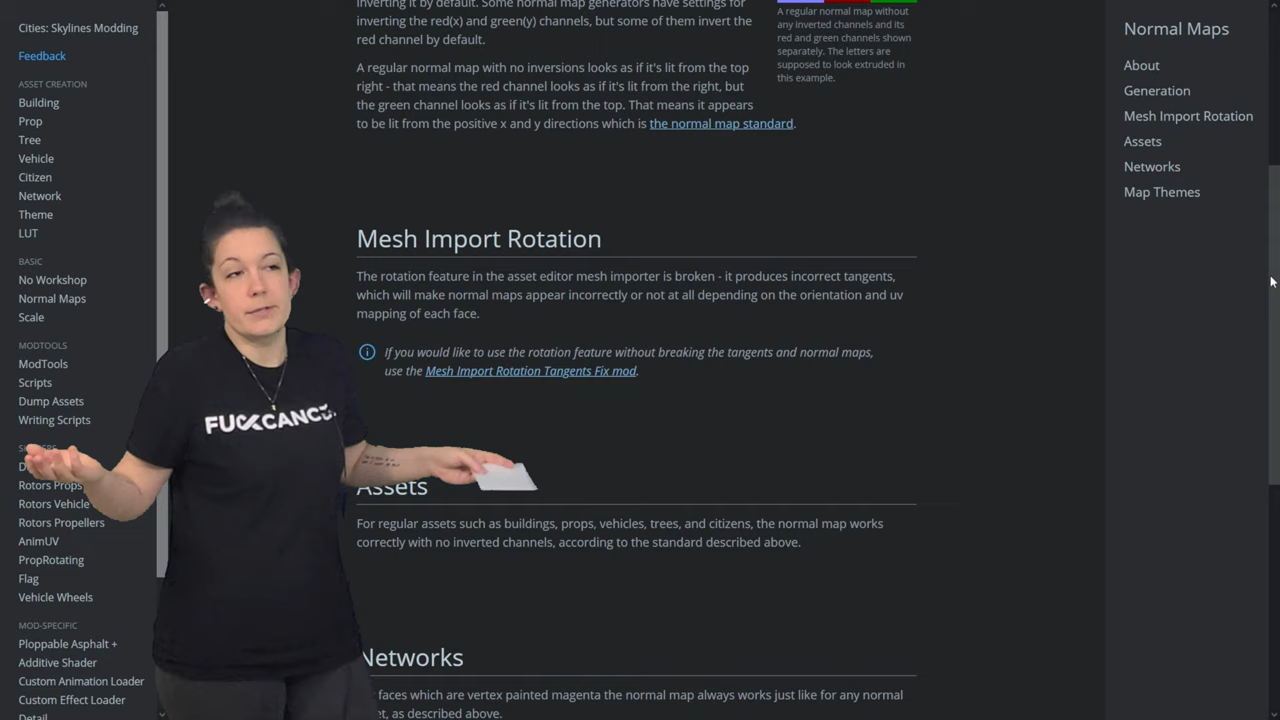 Cities: Skylines Modding
Feedback
ASSET CREATION
Building
Prop
Tree
Vehicle
Citizen
Network
Theme
LUT
BASIC
No Workshop
Normal Maps
Scale
MODTOOLS
ModTools
Scripts
Dump Assets
Writing Scripts
Rotors Props
Rotors Vehicle
Rotors Propellers
AnimUV
PropRotating
Flag
Vehicle Wheels
MOD-SPECIFIC
Ploppable Asphalt +
Additive Shader
Custom Animation Loader
Custom Effect Loader
Detail
inverting it by default. Some normal map generators have settings for
inverting the red(x) and green(y) channels, but some of them invert the
red channel by default.
A regular normal map with no inversions looks as if it's lit from the top
right - that means the red channel looks as if it's lit from the right, but
the green channel looks as if it's lit from the top. That means it appears
to be lit from the positive x and y directions which is the normal map standard.
A regular normal map without
any inverted channels and its
red and green channels shown
separately. The letters are
supposed to look extruded in
this example.
Mesh Import Rotation
The rotation feature in the asset editor mesh importer is broken - it produces incorrect tangents,
which will make normal maps appear incorrectly or not at all depending on the orientation and uv
mapping of each face.
If you would like to use the rotation feature without breaking the tangents and normal maps,
use the Mesh Import Rotation Tangents Fix mod.
FUCKCANC
Assets
For regular assets such as buildings, props, vehicles, trees, and citizens, the normal map works
correctly with no inverted channels, according to the standard described above.
Networks
faces which are vertex painted magenta the normal map always works just like for any normal
as described above.
Normal Maps
About
Generation
Mesh Import Rotation
Assets
Networks
Map Themes